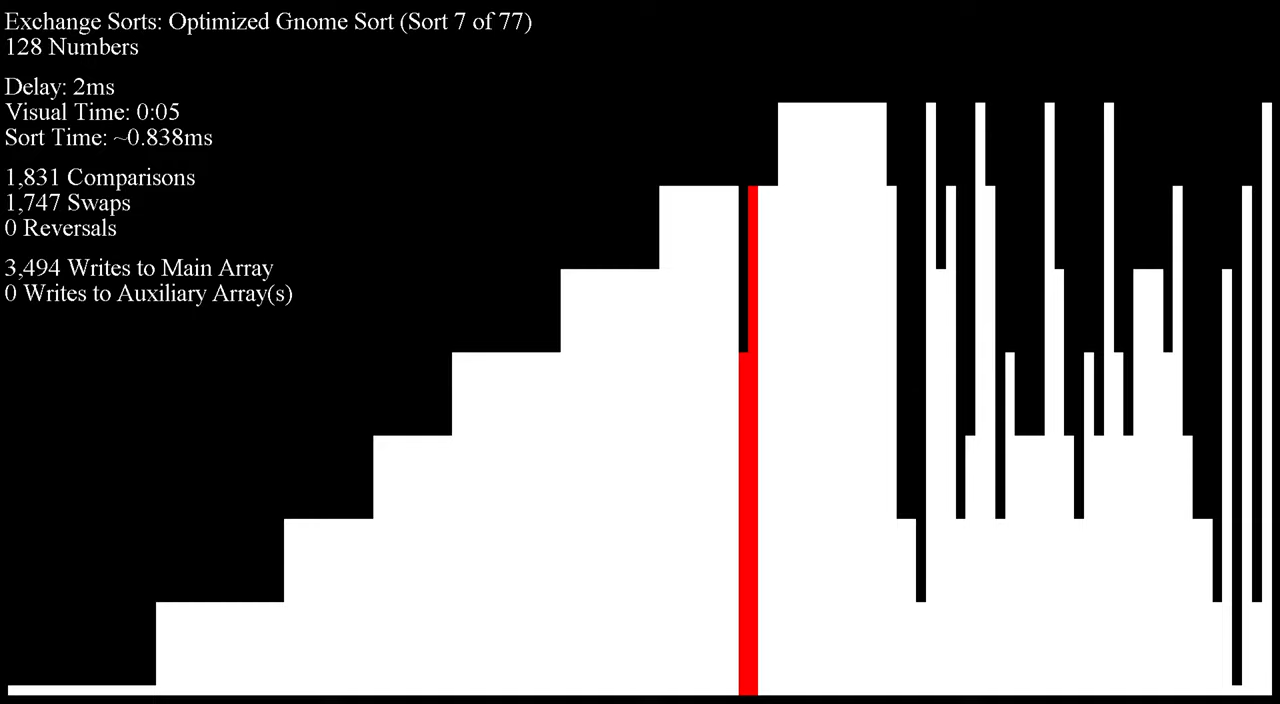 Exchange Sorts: Optimized Gnome Sort (Sort 7 of 77)
128 Numbers
Delay: 2ms
Visual Time: 0:05
Sort Time: ~0.838ms
1,831 Comparisons
1,747 Swaps
0 Reversals
3,494 Writes to Main Array
0 Writes to Auxiliary Array(s)